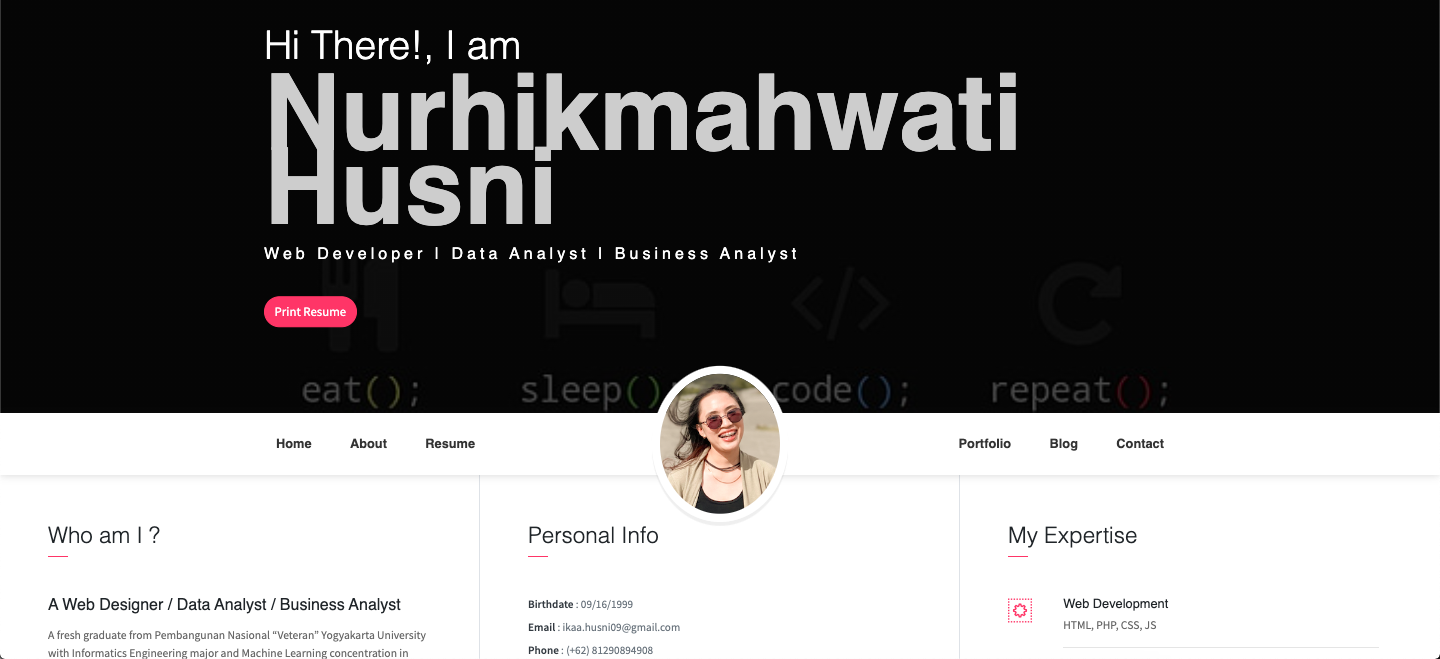 Hi There!, I am
Nurhikmahwati
Husni
Web Developer | Data Analyst | Business Analyst
Print Resume
eat(); sleep(); code(); repeat();
Home About Resume Portfolio Blog Contact
Who am I ?
A Web Designer / Data Analyst / Business Analyst
A fresh graduate from Pembangunan Nasional “Veteran” Yogyakarta University
with Informatics Engineering major and Machine Learning concentration in
Personal Info
Birthdate : 09/16/1999
Email : ikaa.husni09@gmail.com
Phone : (+62) 81290894908
My Expertise
Web Development
HTML, PHP, CSS, JS